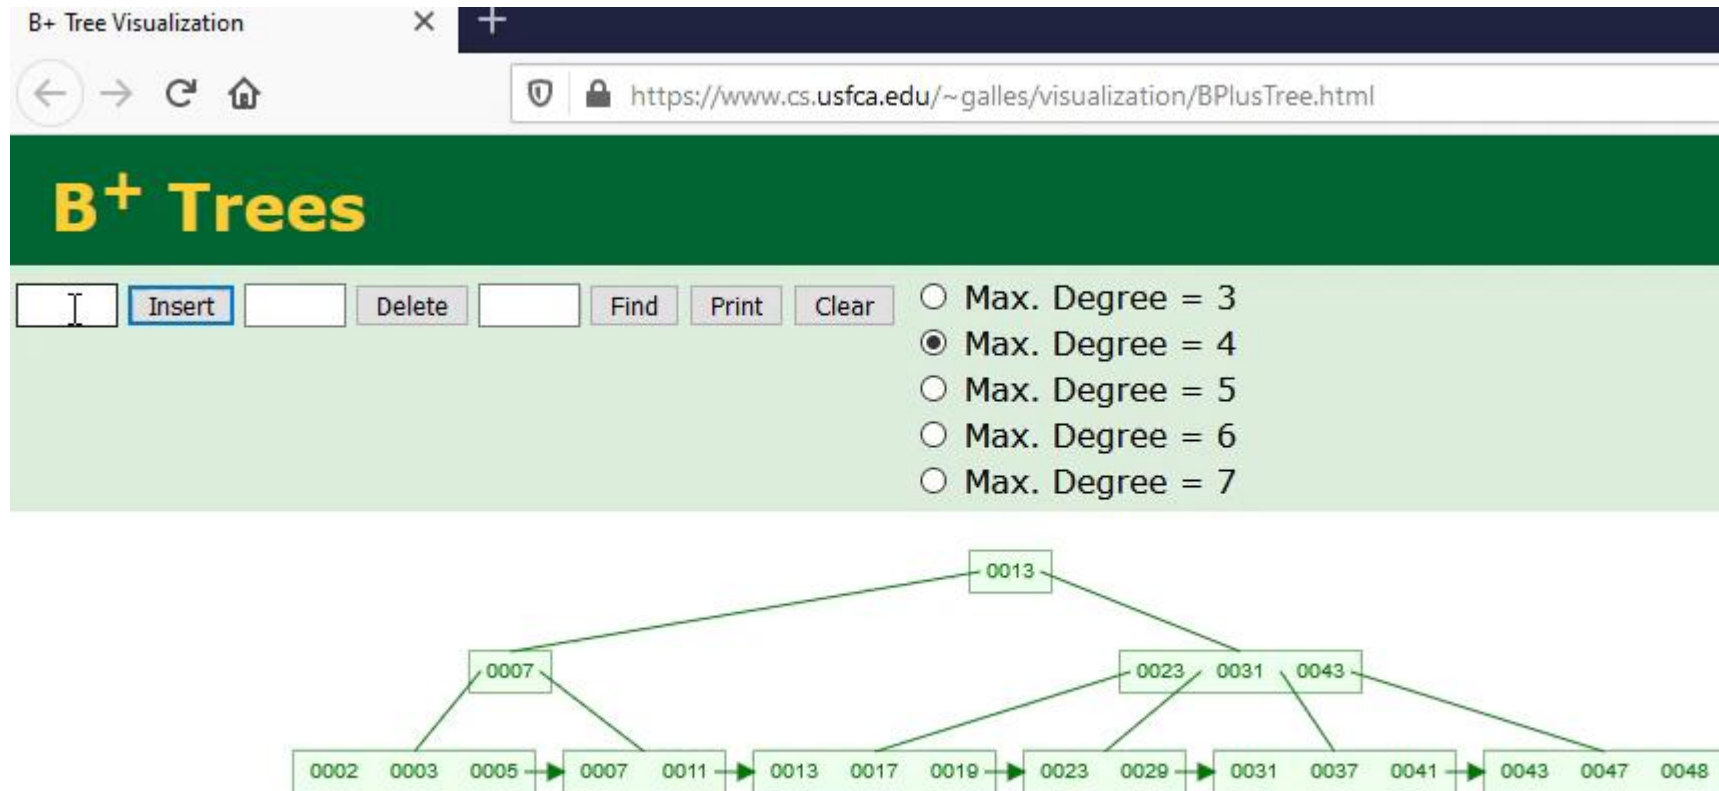 B+ Tree Visualization
https://www.cs.usfca.edu/~galles/visualization/BPlusTree.html
B+ Trees
Insert Delete Find Print Clear
Max. Degree = 3
Max. Degree = 4
Max. Degree = 5
Max. Degree = 6
Max. Degree = 7
0013
0007 0023 0031 0043
0002 0003 0005 0007 0011 0013 0017 0019 0023 0029 0031 0037 0041 0043 0047 0048